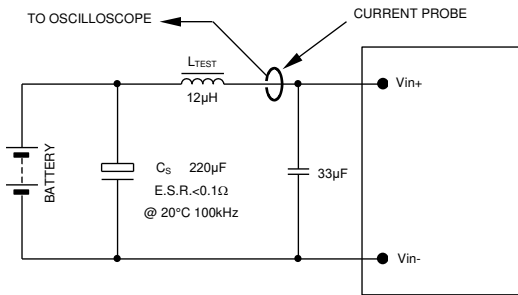 TO OSCILLOSCOPE
CURRENT PROBE
LTEST
12µH
Vin+
BATTERY
CS 220µF
E.S.R.<0.1Ω
@ 20°C 100kHz
33µF
Vin-